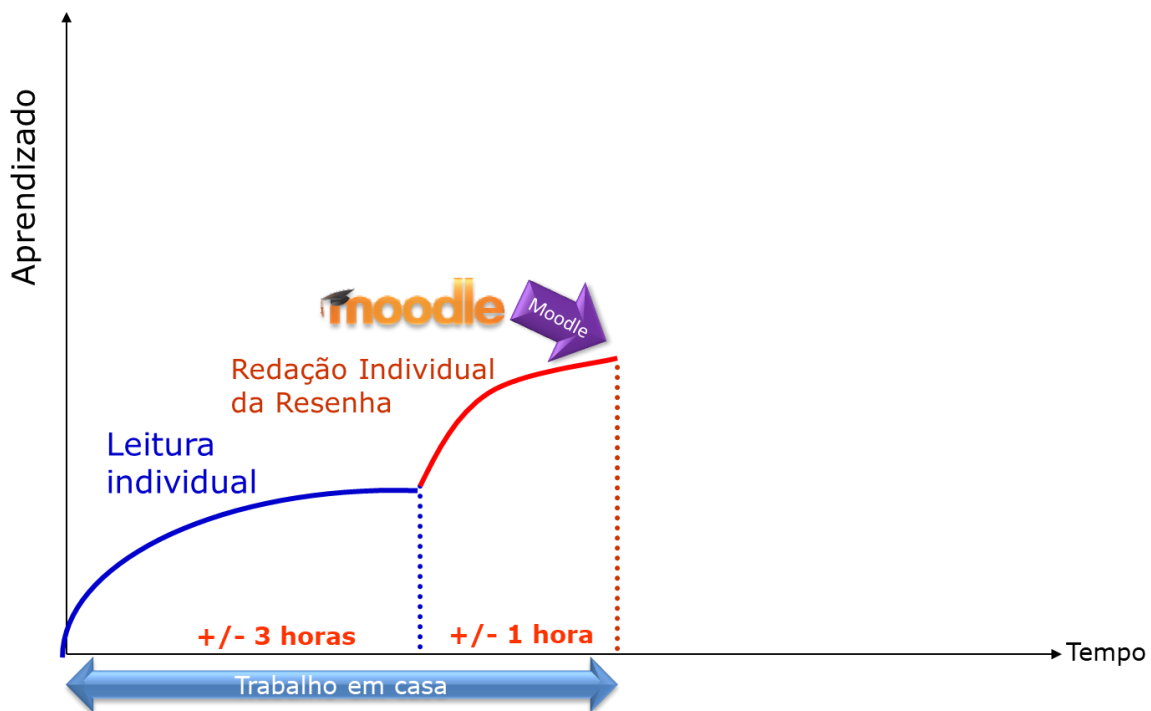 Aprendizado
moodle
Moodle
Redação Individual
da Resenha
Leitura
individual
+/- 3 horas
+/- 1 hora
Tempo
Trabalho em casa